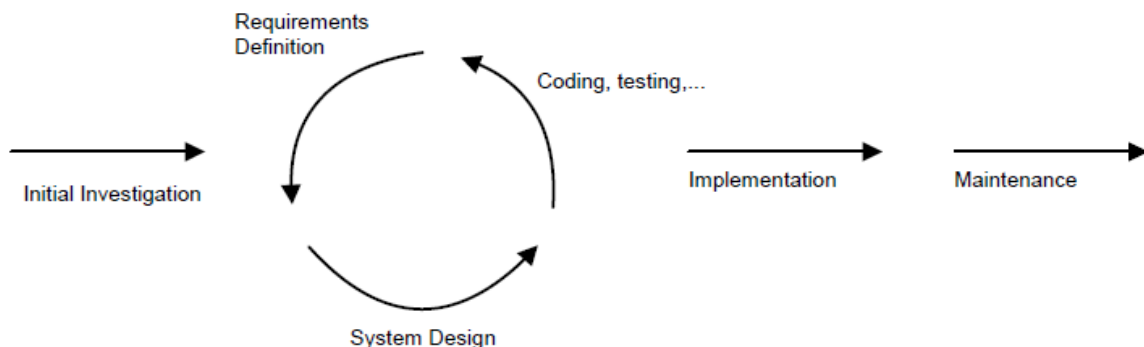 Requirements
Definition
Coding, testing,...
Initial Investigation
Implementation
Maintenance
System Design